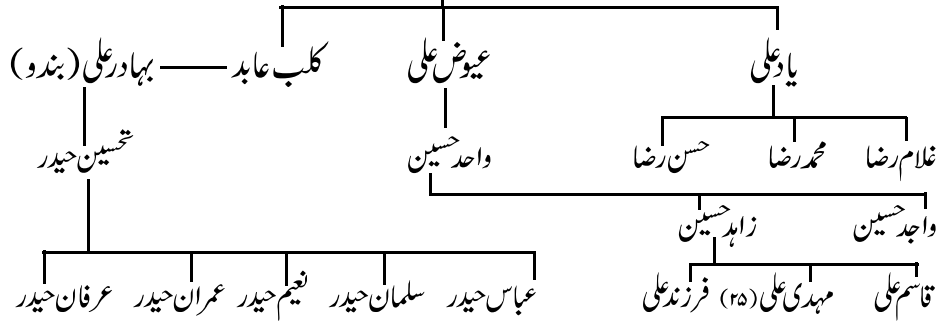 یاد علی عیوض علی کلب عابد بہادر علی (بندو)
غلام رضا محمد رضا حسن رضا واحد حسین تحسین حیدر
واجد حسین زاہد حسین
قاسم علی مہدی علی (۲۵) فرزند علی عباس حیدر سلمان حیدر نعیم حیدر عمران حیدر عرفان حیدر